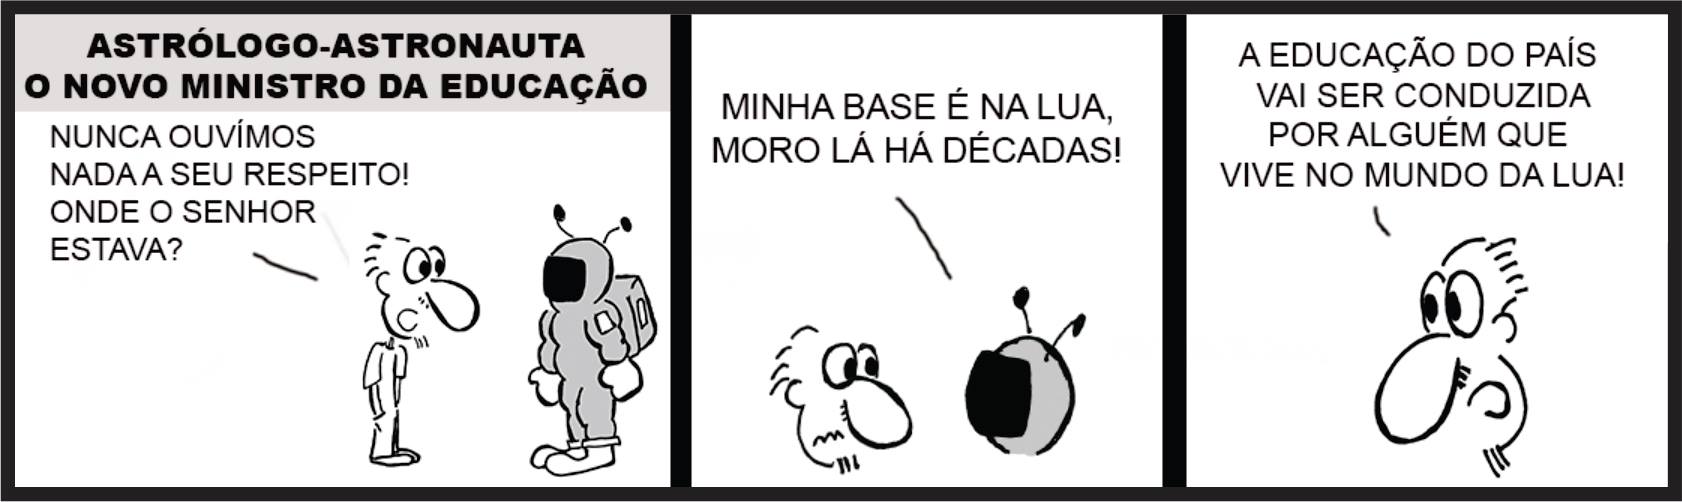 ASTRÓLOGO-ASTRONAUTA
O NOVO MINISTRO DA EDUCAÇÃO
NUNCA OUVÍMOS
NADA A SEU RESPEITO!
ONDE O SENHOR
ESTAVA?
MINHA BASE É NA LUA,
MORO LÁ HÁ DÉCADAS!
A EDUCAÇÃO DO PAÍS
VAI SER CONDUZIDA
POR ALGUÉM QUE
VIVE NO MUNDO DA LUA!